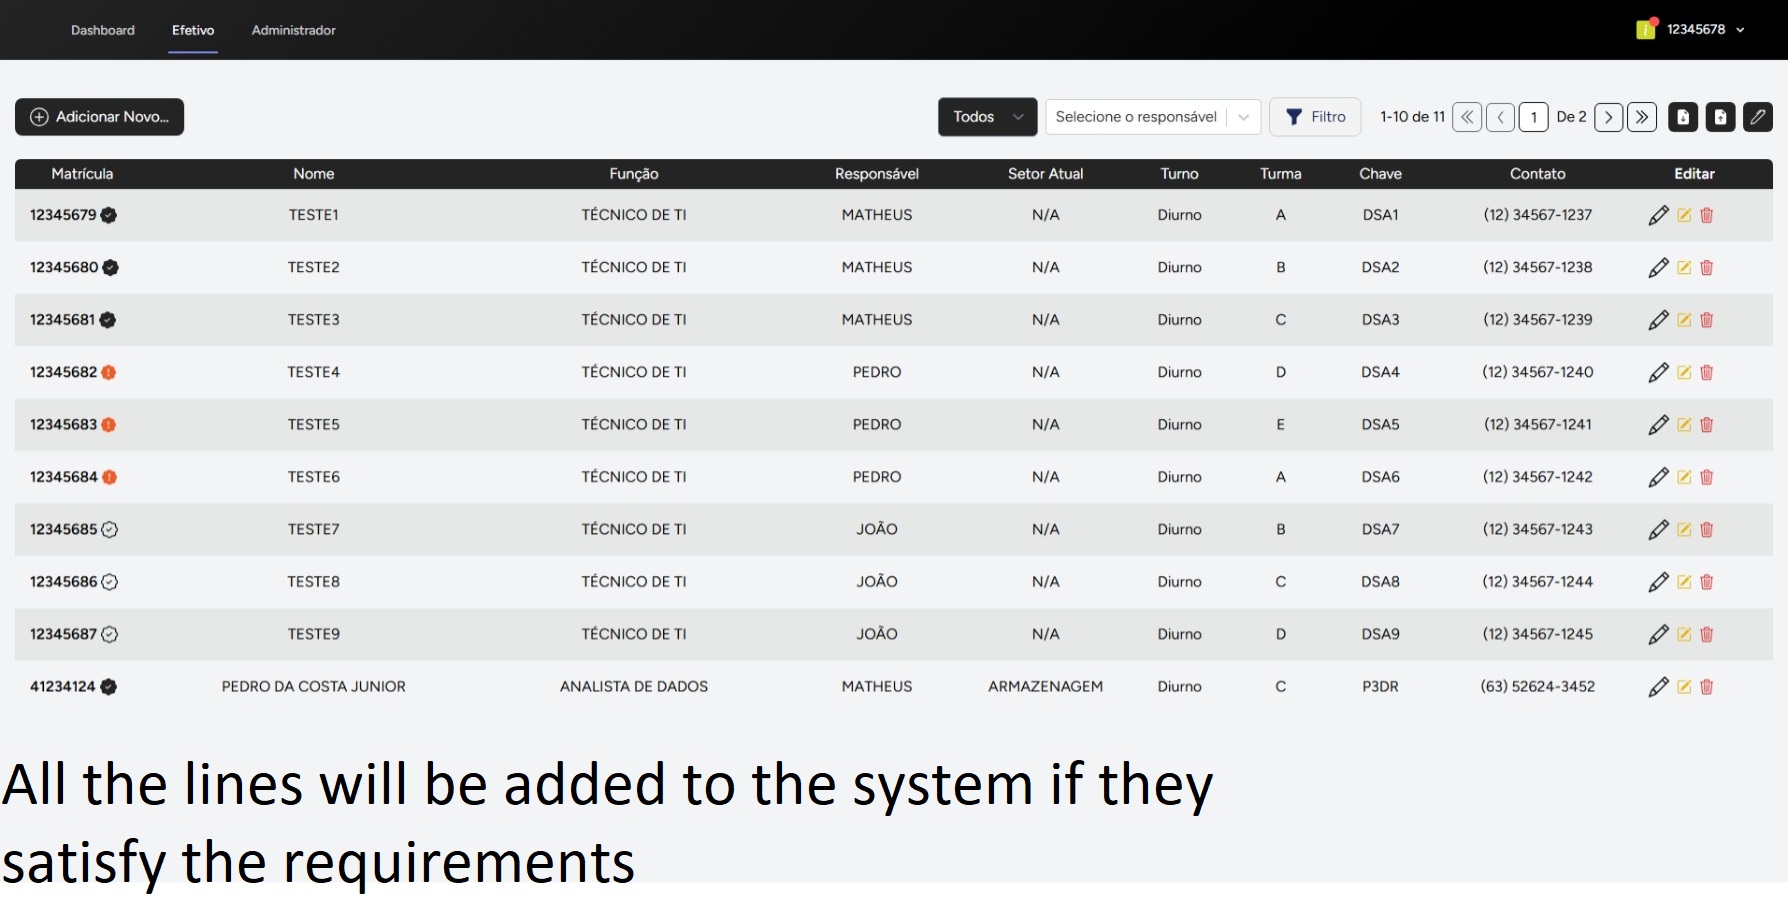 Dashboard Efetivo Administrador 12345678
Adicionar Novo... Todos Selecione o responsável Filtro 1-10 de 11 1 De 2
Matrícula Nome Função Responsável Setor Atual Turno Turma Chave Contato Editar
12345679 TESTE1 TÉCNICO DE TI MATHEUS N/A Diurno A DSA1 (12) 34567-1237
12345680 TESTE2 TÉCNICO DE TI MATHEUS N/A Diurno B DSA2 (12) 34567-1238
12345681 TESTE3 TÉCNICO DE TI MATHEUS N/A Diurno C DSA3 (12) 34567-1239
12345682 TESTE4 TÉCNICO DE TI PEDRO N/A Diurno D DSA4 (12) 34567-1240
12345683 TESTE5 TÉCNICO DE TI PEDRO N/A Diurno E DSA5 (12) 34567-1241
12345684 TESTE6 TÉCNICO DE TI PEDRO N/A Diurno A DSA6 (12) 34567-1242
12345685 TESTE7 TÉCNICO DE TI JOÃO N/A Diurno B DSA7 (12) 34567-1243
12345686 TESTE8 TÉCNICO DE TI JOÃO N/A Diurno C DSA8 (12) 34567-1244
12345687 TESTE9 TÉCNICO DE TI JOÃO N/A Diurno D DSA9 (12) 34567-1245
41234124 PEDRO DA COSTA JUNIOR ANALISTA DE DADOS MATHEUS ARMAZENAGEM Diurno C P3DR (63) 52624-3452
All the lines will be added to the system if they
satisfy the requirements